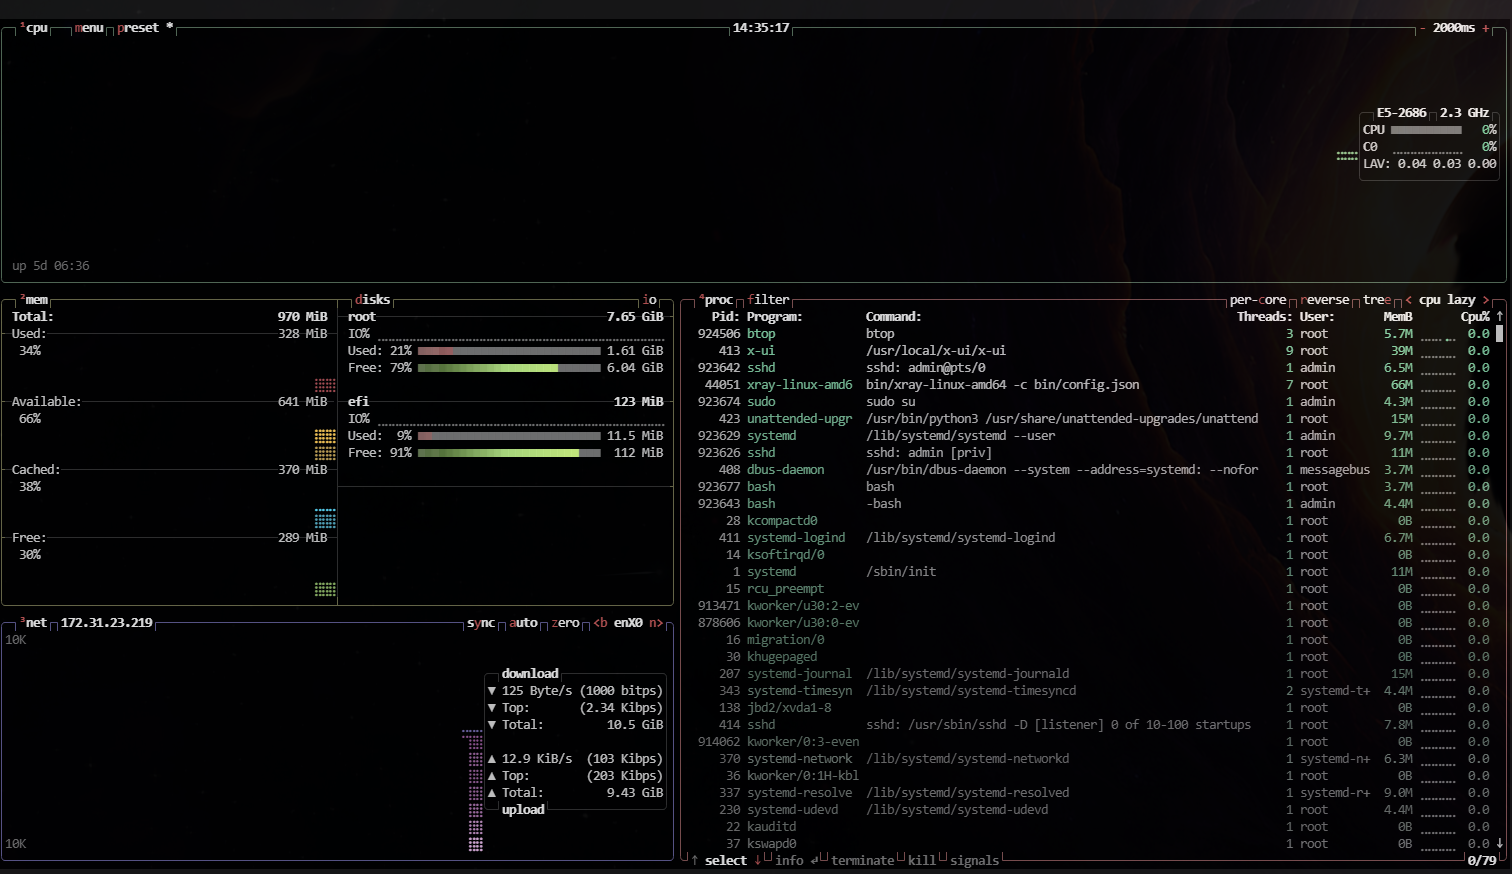 ¹cpu menu preset * 14:35:17 - 2000ms +
E5-2686 2.3 GHz
CPU 0%
C0 0%
LAV: 0.04 0.03 0.00
up 5d 06:36
²mem
Total: 970 MiB
Used: 328 MiB
34%
Available: 641 MiB
66%
Cached: 370 MiB
38%
Free: 289 MiB
30%
disks io
root 7.65 GiB
IO%
Used: 21% 1.61 GiB
Free: 79% 6.04 GiB
efi 123 MiB
IO%
Used: 9% 11.5 MiB
Free: 91% 112 MiB
³net 172.31.23.219 sync auto zero <b enX0 n>
10K
download
▼ 125 Byte/s (1000 bitps)
▼ Top: (2.34 Kibps)
▼ Total: 10.5 GiB
▲ 12.9 KiB/s (103 Kibps)
▲ Top: (203 Kibps)
▲ Total: 9.43 GiB
upload
10K
⁴proc filter per-core reverse tree < cpu lazy >
Pid: Program: Command: Threads: User: MemB Cpu% ↑
924506 btop btop 3 root 5.7M 0.0
413 x-ui /usr/local/x-ui/x-ui 9 root 39M 0.0
923642 sshd sshd: admin@pts/0 1 admin 6.5M 0.0
44051 xray-linux-amd6 bin/xray-linux-amd64 -c bin/config.json 7 root 66M 0.0
923674 sudo sudo su 1 admin 4.3M 0.0
423 unattended-upgr /usr/bin/python3 /usr/share/unattended-upgrades/unattend 1 root 15M 0.0
923629 systemd /lib/systemd/systemd --user 1 admin 9.7M 0.0
923626 sshd sshd: admin [priv] 1 root 11M 0.0
408 dbus-daemon /usr/bin/dbus-daemon --system --address=systemd: --nofor 1 messagebus 3.7M 0.0
923677 bash bash 1 root 3.7M 0.0
923643 bash -bash 1 admin 4.4M 0.0
28 kcompactd0 1 root 0B 0.0
411 systemd-logind /lib/systemd/systemd-logind 1 root 6.7M 0.0
14 ksoftirqd/0 1 root 0B 0.0
1 systemd /sbin/init 1 root 11M 0.0
15 rcu_preempt 1 root 0B 0.0
913471 kworker/u30:2-ev 1 root 0B 0.0
878606 kworker/u30:0-ev 1 root 0B 0.0
16 migration/0 1 root 0B 0.0
30 khugepaged 1 root 0B 0.0
207 systemd-journal /lib/systemd/systemd-journald 1 root 15M 0.0
343 systemd-timesyn /lib/systemd/systemd-timesyncd 2 systemd-t+ 4.4M 0.0
138 jbd2/xvda1-8 1 root 0B 0.0
414 sshd sshd: /usr/sbin/sshd -D [listener] 0 of 10-100 startups 1 root 7.8M 0.0
914062 kworker/0:3-even 1 root 0B 0.0
370 systemd-network /lib/systemd/systemd-networkd 1 systemd-n+ 6.3M 0.0
36 kworker/0:1H-kbl 1 root 0B 0.0
337 systemd-resolve /lib/systemd/systemd-resolved 1 systemd-r+ 9.0M 0.0
230 systemd-udevd /lib/systemd/systemd-udevd 1 root 4.4M 0.0
22 kauditd 1 root 0B 0.0
37 kswapd0 1 root 0B 0.0 ↓
↑ select ↓ info ↲ terminate kill signals 0/79